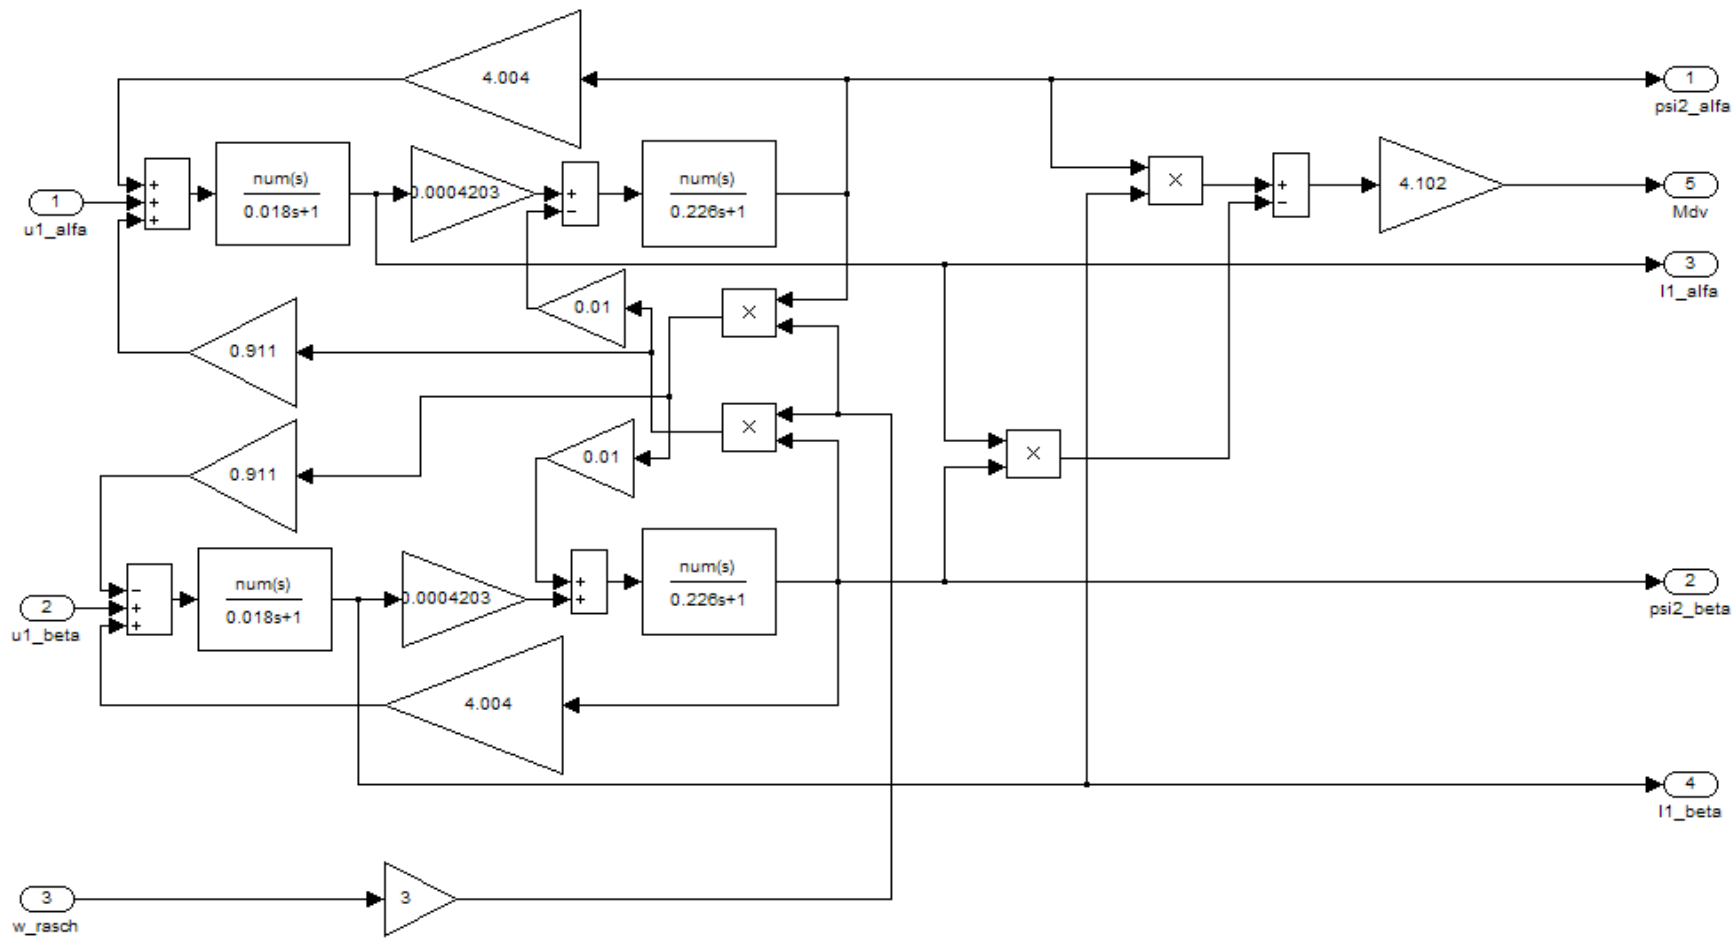 4.004
1
psi2_alfa
+
+
+
num(s)
0.018s+1
0.0004203
+
−
num(s)
0.226s+1
×
+
−
4.102
5
Mdv
1
u1_alfa
3
I1_alfa
0.01
×
0.911
×
0.01
×
0.911
−
+
+
num(s)
0.018s+1
0.0004203
+
+
num(s)
0.226s+1
2
psi2_beta
2
u1_beta
4.004
4
I1_beta
3
w_rasch
3